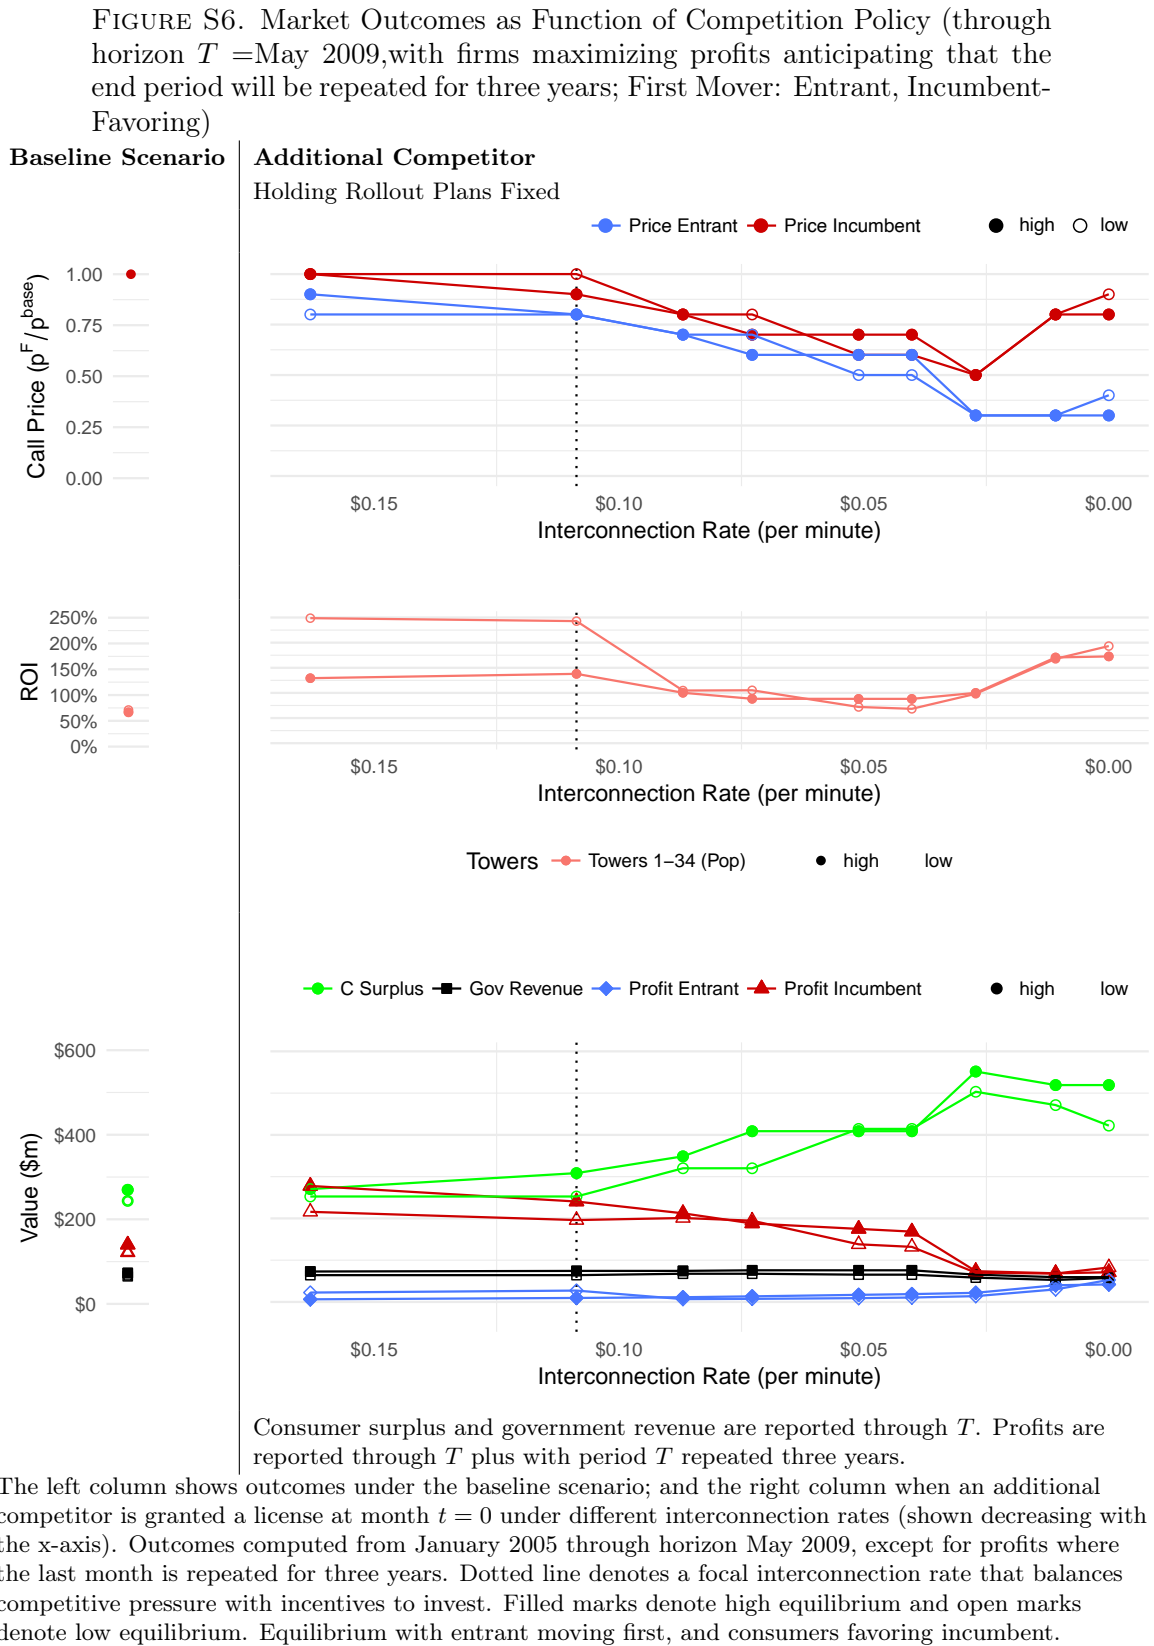 FIGURE S6. Market Outcomes as Function of Competition Policy (through
horizon T =May 2009,with firms maximizing profits anticipating that the
end period will be repeated for three years; First Mover: Entrant, Incumbent-
Favoring)
Baseline Scenario
Additional Competitor
Holding Rollout Plans Fixed
Price Entrant Price Incumbent high low
Call Price (p^F/p^base)
1.00
0.75
0.50
0.25
0.00
$0.15 $0.10 $0.05 $0.00
Interconnection Rate (per minute)
ROI
250%
200%
150%
100%
50%
0%
$0.15 $0.10 $0.05 $0.00
Interconnection Rate (per minute)
Towers Towers 1−34 (Pop) high low
C Surplus Gov Revenue Profit Entrant Profit Incumbent high low
Value ($m)
$600
$400
$200
$0
$0.15 $0.10 $0.05 $0.00
Interconnection Rate (per minute)
Consumer surplus and government revenue are reported through T. Profits are
reported through T plus with period T repeated three years.
The left column shows outcomes under the baseline scenario; and the right column when an additional
competitor is granted a license at month t = 0 under different interconnection rates (shown decreasing with
the x-axis). Outcomes computed from January 2005 through horizon May 2009, except for profits where
the last month is repeated for three years. Dotted line denotes a focal interconnection rate that balances
competitive pressure with incentives to invest. Filled marks denote high equilibrium and open marks
denote low equilibrium. Equilibrium with entrant moving first, and consumers favoring incumbent.